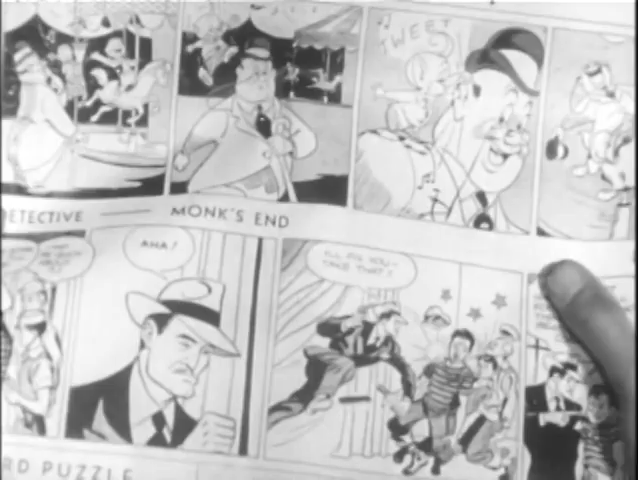 TWEET
DETECTIVE — MONK'S END
AHA!
I'LL FIX YOU—
TAKE THAT!
RD PUZZLE